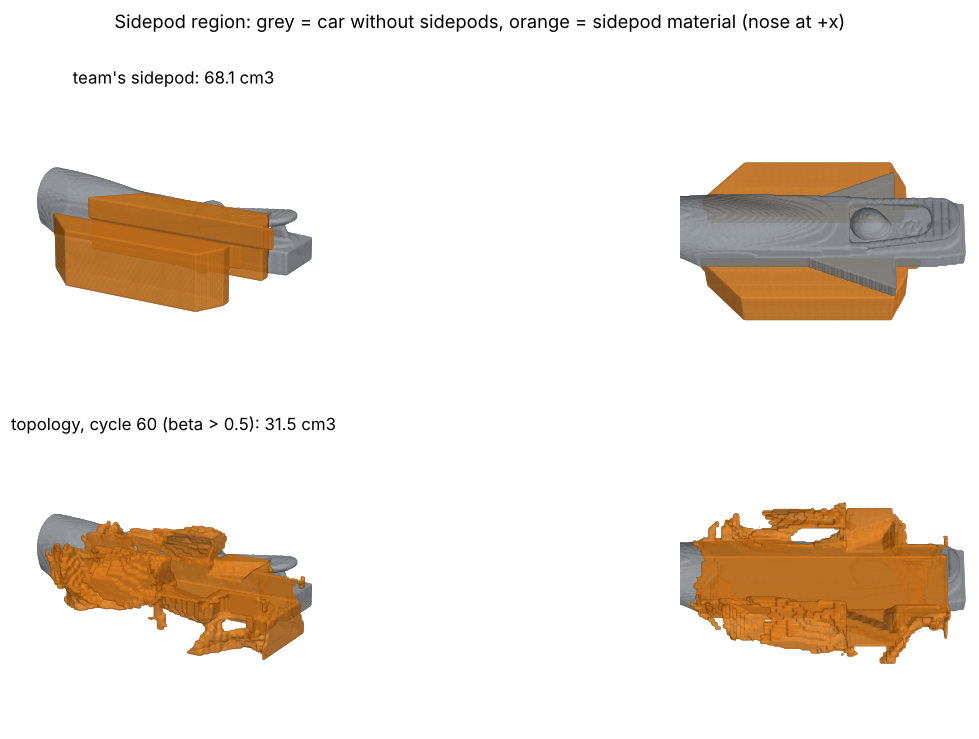 Sidepod region: grey = car without sidepods, orange = sidepod material (nose at +x)
team's sidepod: 68.1 cm3
topology, cycle 60 (beta > 0.5): 31.5 cm3